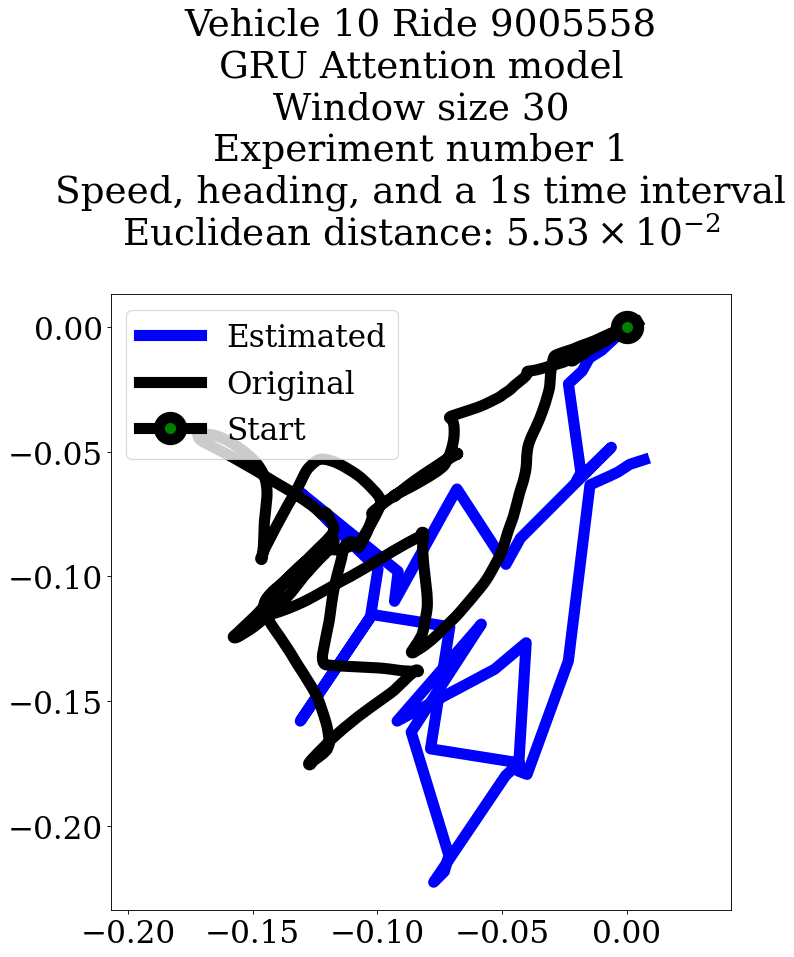 Vehicle 10 Ride 9005558
GRU Attention model
Window size 30
Experiment number 1
Speed, heading, and a 1s time interval
Euclidean distance: 5.53 × 10⁻²
Estimated
Original
Start
0.00
−0.05
−0.10
−0.15
−0.20
−0.20 −0.15 −0.10 −0.05 0.00